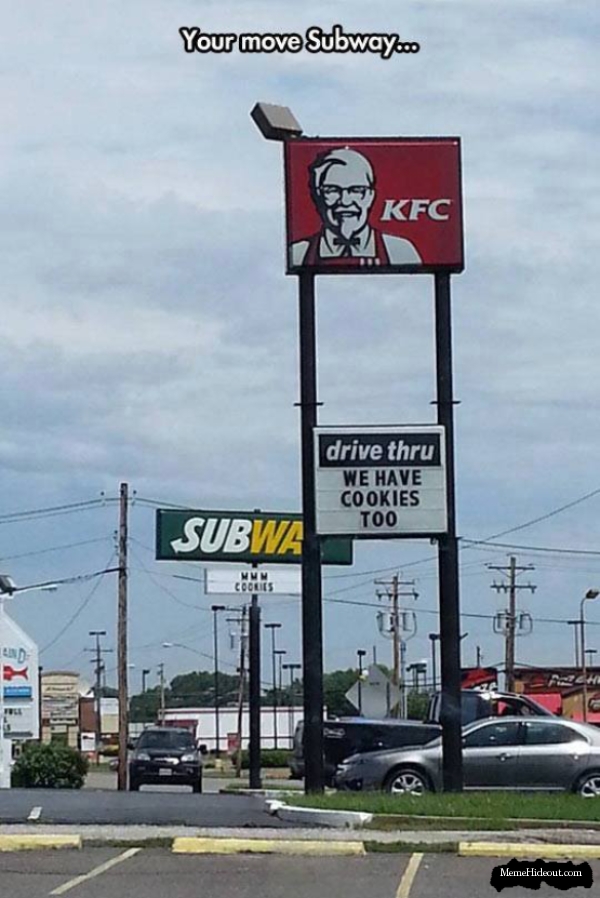 Your move Subway...
KFC
drive thru
WE HAVE
COOKIES
TOO
SUBWA
MMM
COOKIES
MemeHideout.com